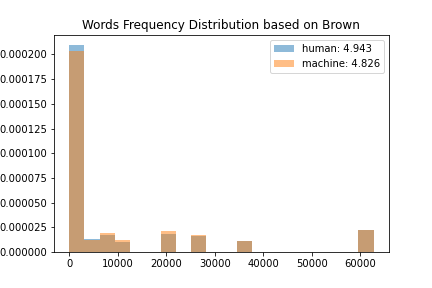 Words Frequency Distribution based on Brown
human: 4.943
machine: 4.826
0.000200
0.000175
0.000150
0.000125
0.000100
0.000075
0.000050
0.000025
0.000000
0 10000 20000 30000 40000 50000 60000